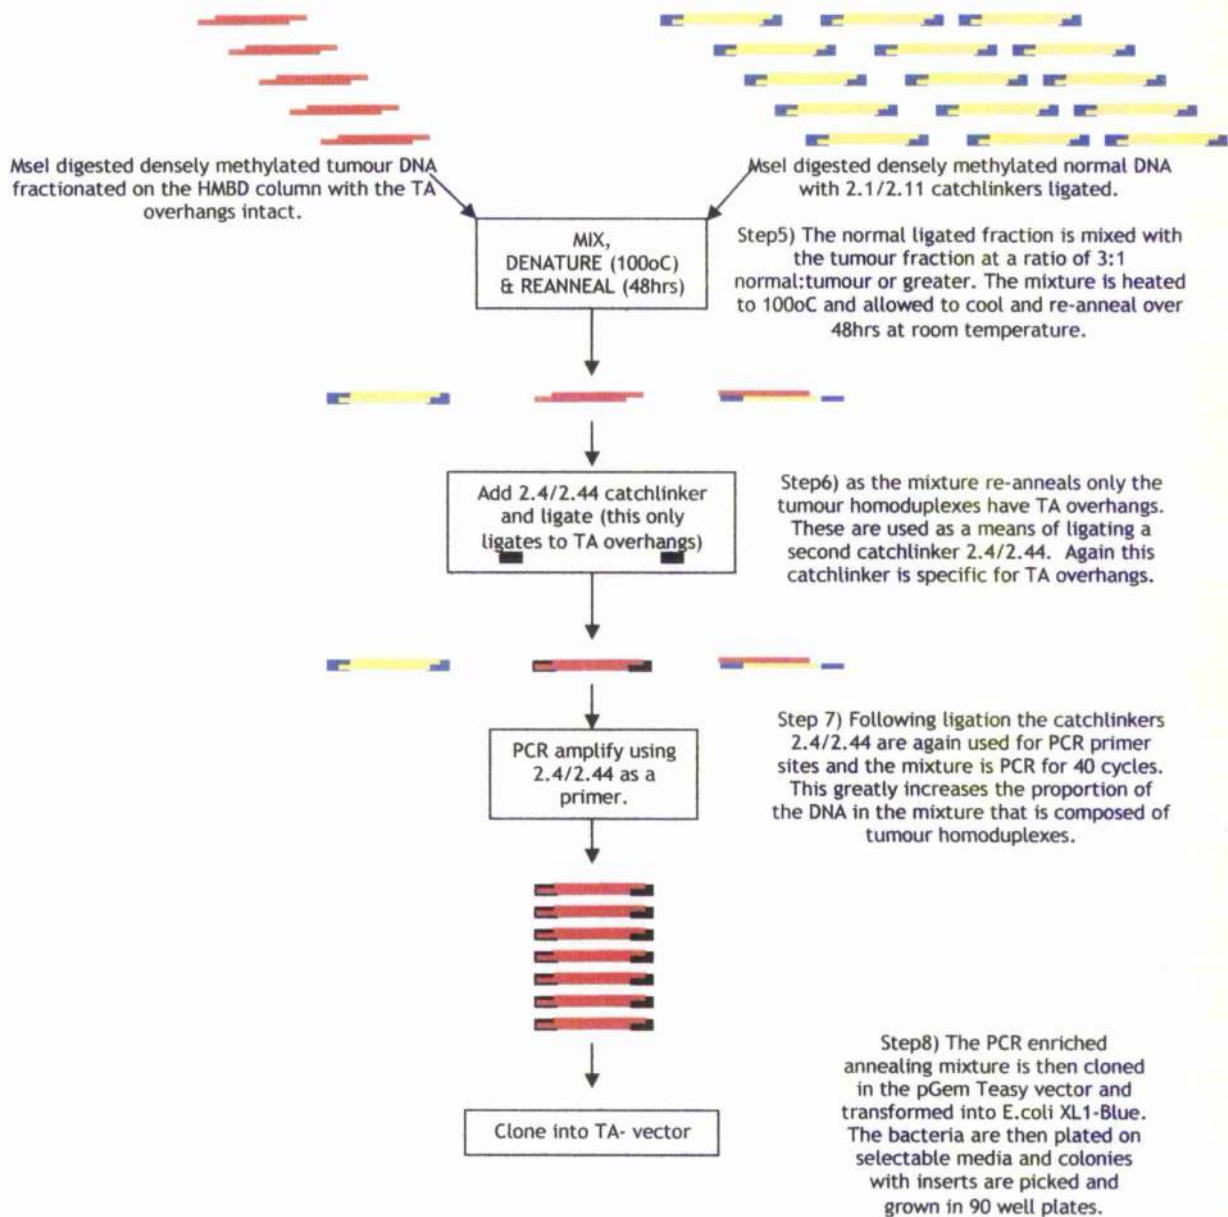 MseI digested densely methylated tumour DNA
fractionated on the HMBD column with the TA
overhangs intact.
MseI digested densely methylated normal DNA
with 2.1/2.11 catchlinkers ligated.
MIX,
DENATURE (100oC)
& REANNEAL (48hrs)
Step5) The normal ligated fraction is mixed with
the tumour fraction at a ratio of 3:1
normal:tumour or greater. The mixture is heated
to 100oC and allowed to cool and re-anneal over
48hrs at room temperature.
Add 2.4/2.44 catchlinker
and ligate (this only
ligates to TA overhangs)
Step6) as the mixture re-anneals only the
tumour homoduplexes have TA overhangs.
These are used as a means of ligating a
second catchlinker 2.4/2.44. Again this
catchlinker is specific for TA overhangs.
PCR amplify using
2.4/2.44 as a
primer.
Step 7) Following ligation the catchlinkers
2.4/2.44 are again used for PCR primer
sites and the mixture is PCR for 40 cycles.
This greatly increases the proportion of
the DNA in the mixture that is composed of
tumour homoduplexes.
Clone into TA- vector
Step8) The PCR enriched
annealing mixture is then cloned
in the pGem Teasy vector and
transformed into E.coli XL1-Blue.
The bacteria are then plated on
selectable media and colonies
with inserts are picked and
grown in 90 well plates.